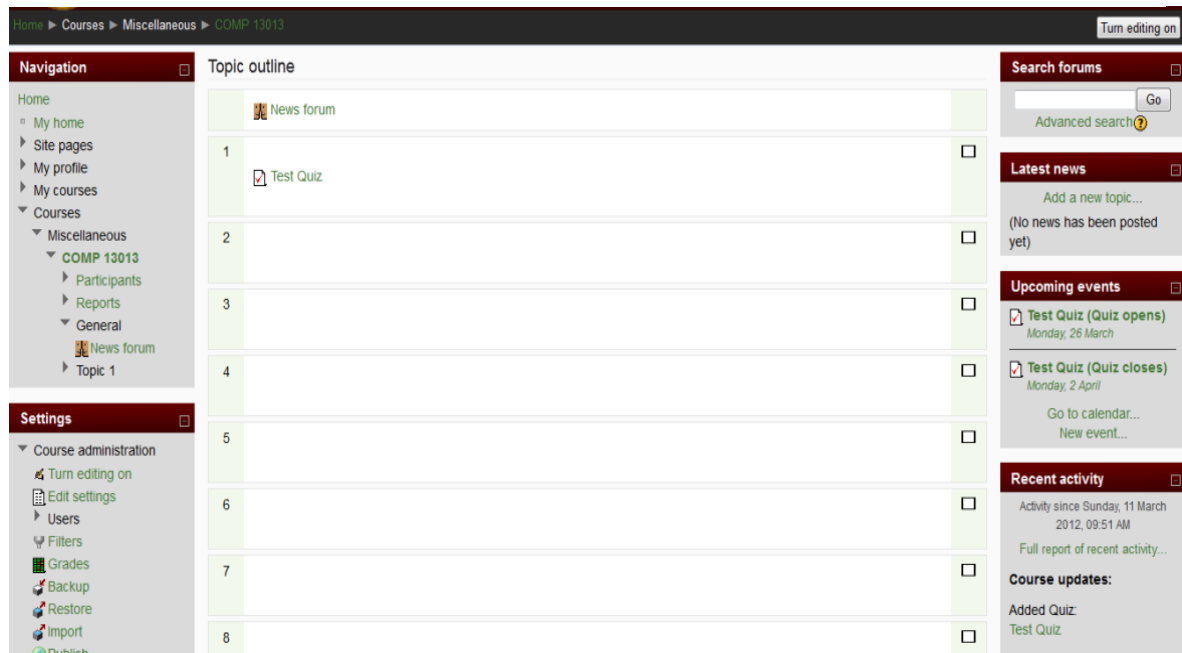 Home ► Courses ► Miscellaneous ► COMP 13013
Turn editing on
Navigation
Home
My home
Site pages
My profile
My courses
Courses
Miscellaneous
COMP 13013
Participants
Reports
General
News forum
Topic 1
Settings
Course administration
Turn editing on
Edit settings
Users
Filters
Grades
Backup
Restore
Import
Publish
Topic outline
News forum
1
Test Quiz
2
3
4
5
6
7
8
Search forums
Go
Advanced search
Latest news
Add a new topic...
(No news has been posted
yet)
Upcoming events
Test Quiz (Quiz opens)
Monday, 26 March
Test Quiz (Quiz closes)
Monday, 2 April
Go to calendar...
New event...
Recent activity
Activity since Sunday, 11 March
2012, 09:51 AM
Full report of recent activity...
Course updates:
Added Quiz:
Test Quiz